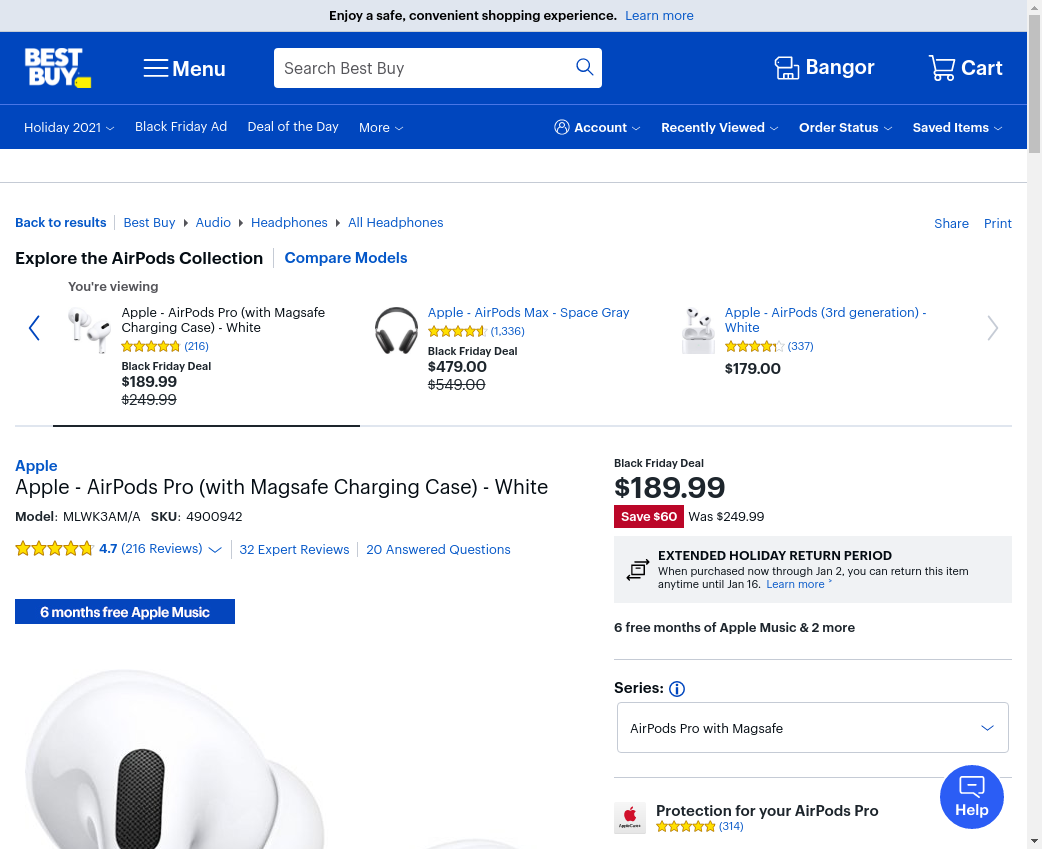 Enjoy a safe, convenient shopping experience. Learn more
BEST
BUY
Menu
Search Best Buy
Bangor
Cart
Holiday 2021
Black Friday Ad
Deal of the Day
More
Account
Recently Viewed
Order Status
Saved Items
Back to results
Best Buy
Audio
Headphones
All Headphones
Share
Print
Explore the AirPods Collection
Compare Models
You're viewing
Apple - AirPods Pro (with Magsafe
Charging Case) - White
(216)
Black Friday Deal
$189.99
$249.99
Apple - AirPods Max - Space Gray
(1,336)
Black Friday Deal
$479.00
$549.00
Apple - AirPods (3rd generation) -
White
(337)
$179.00
Apple
Apple - AirPods Pro (with Magsafe Charging Case) - White
Model: MLWK3AM/A SKU: 4900942
4.7 (216 Reviews)
32 Expert Reviews
20 Answered Questions
6 months free Apple Music
Black Friday Deal
$189.99
Save $60 Was $249.99
EXTENDED HOLIDAY RETURN PERIOD
When purchased now through Jan 2, you can return this item
anytime until Jan 16. Learn more >
6 free months of Apple Music & 2 more
Series:
AirPods Pro with Magsafe
AppleCare+
Protection for your AirPods Pro
(314)
Help